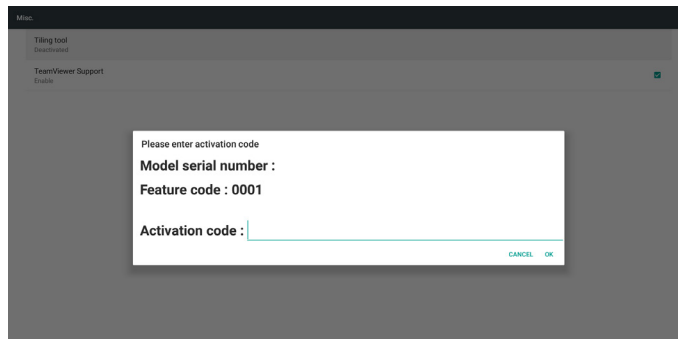 Misc.
Tiling tool
Deactivated
TeamViewer Support
Enable
Please enter activation code
Model serial number :
Feature code : 0001
Activation code :
CANCEL OK